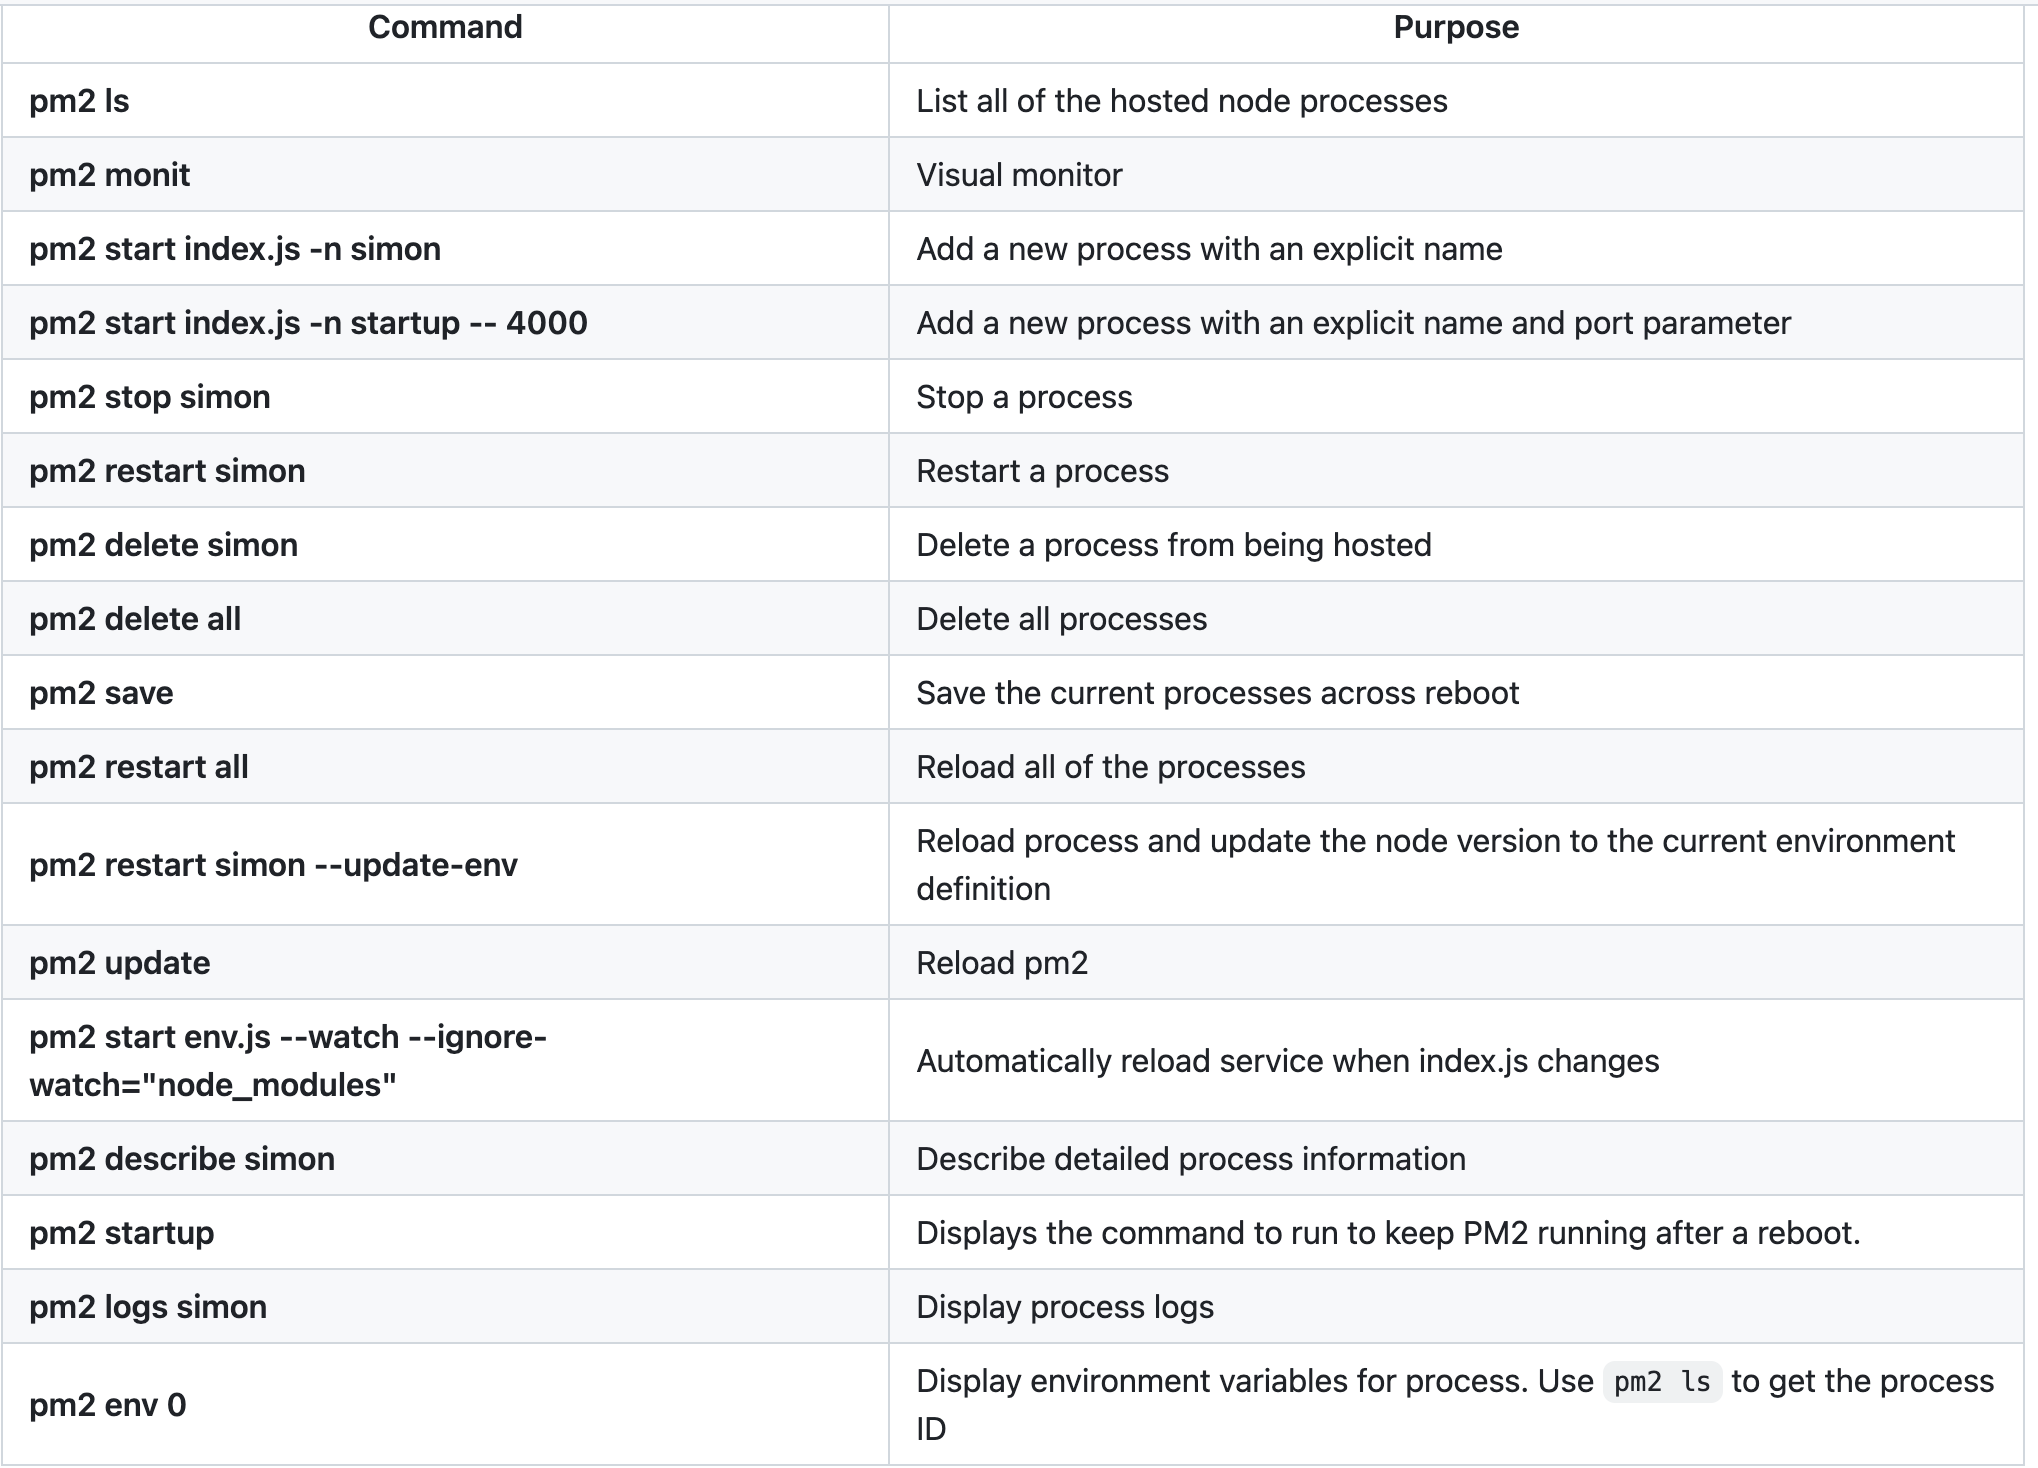 Command Purpose
pm2 ls List all of the hosted node processes
pm2 monit Visual monitor
pm2 start index.js -n simon Add a new process with an explicit name
pm2 start index.js -n startup -- 4000 Add a new process with an explicit name and port parameter
pm2 stop simon Stop a process
pm2 restart simon Restart a process
pm2 delete simon Delete a process from being hosted
pm2 delete all Delete all processes
pm2 save Save the current processes across reboot
pm2 restart all Reload all of the processes
pm2 restart simon --update-env
Reload process and update the node version to the current environment
definition
pm2 update Reload pm2
pm2 start env.js --watch --ignore-
watch="node_modules"
Automatically reload service when index.js changes
pm2 describe simon Describe detailed process information
pm2 startup Displays the command to run to keep PM2 running after a reboot.
pm2 logs simon Display process logs
pm2 env 0
Display environment variables for process. Use pm2 ls to get the process
ID